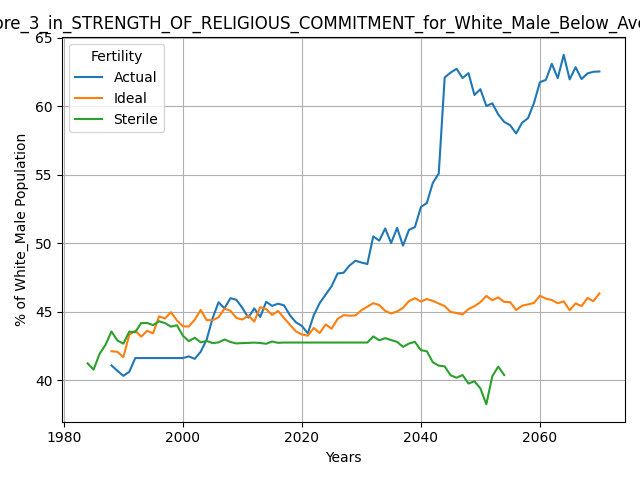 ore_3_in_STRENGTH_OF_RELIGIOUS_COMMITMENT_for_White_Male_Below_Ave
Fertility
Actual
Ideal
Sterile
65
60
55
50
45
40
% of White_Male Population
1980 2000 2020 2040 2060
Years